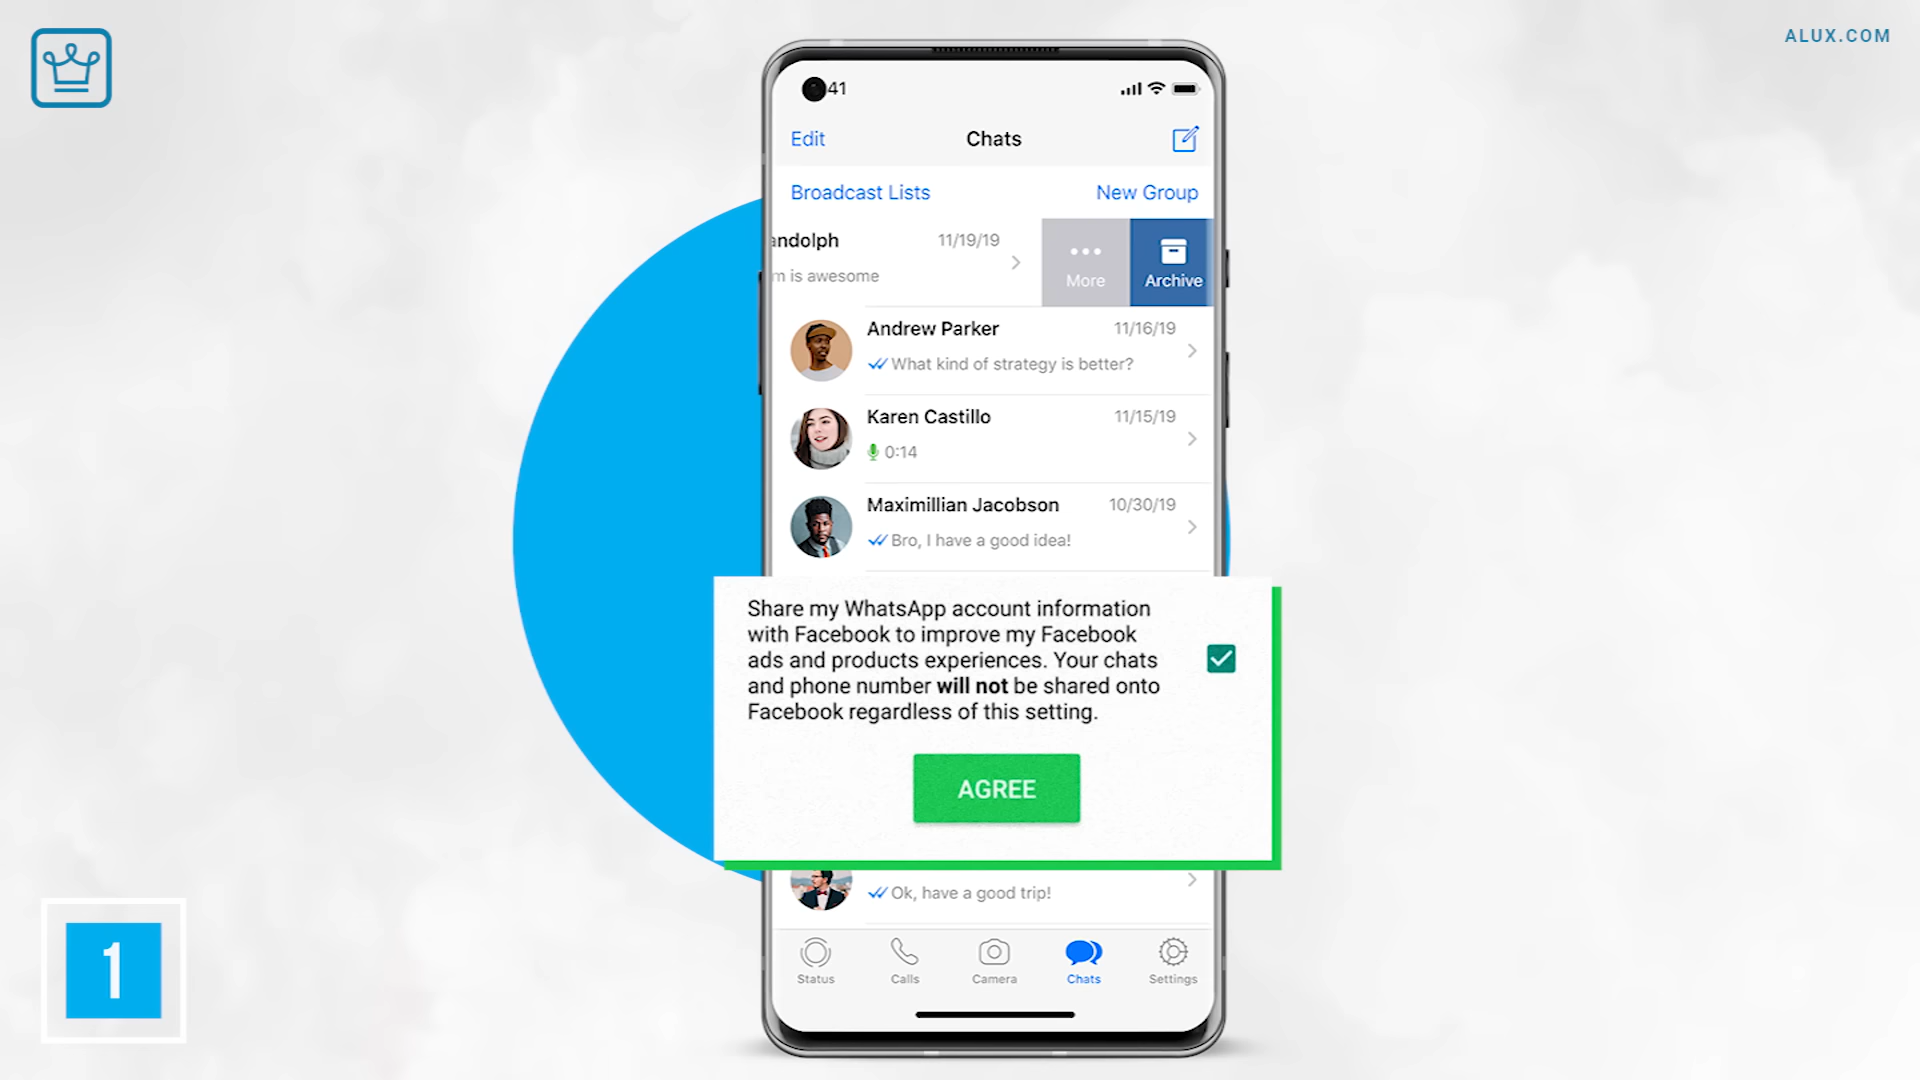 ALUX.COM
41
Edit
Chats
Broadcast Lists
New Group
andolph
11/19/19
m is awesome
More
Archive
Andrew Parker
11/16/19
What kind of strategy is better?
Karen Castillo
11/15/19
0:14
Maximillian Jacobson
10/30/19
Bro, I have a good idea!
Share my WhatsApp account information
with Facebook to improve my Facebook
ads and products experiences. Your chats
and phone number will not be shared onto
Facebook regardless of this setting.
AGREE
Ok, have a good trip!
Status
Calls
Camera
Chats
Settings
1